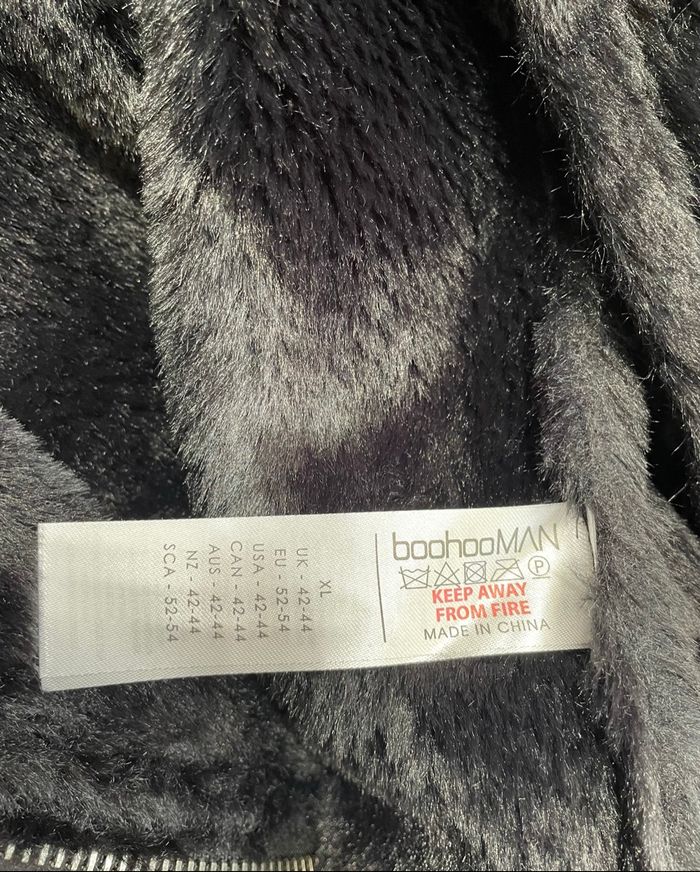 boohooMAN
P
KEEP AWAY
FROM FIRE
MADE IN CHINA
XL
UK - 42-44
EU - 52-54
USA - 42-44
CAN - 42-44
AUS - 42-44
NZ - 42-44
SCA - 52-54